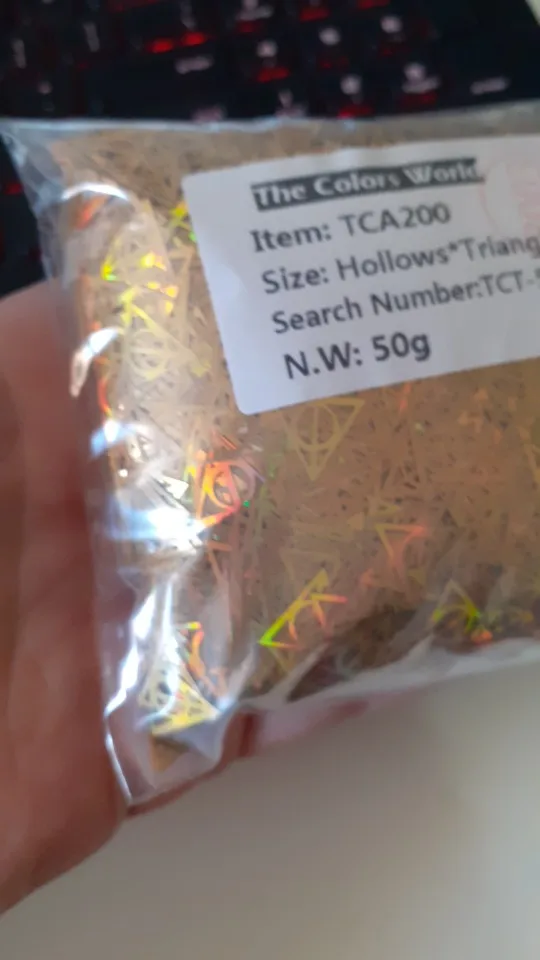 The Colors World
Item: TCA200
Size: Hollows*Triang
Search Number:TCT-
N.W: 50g